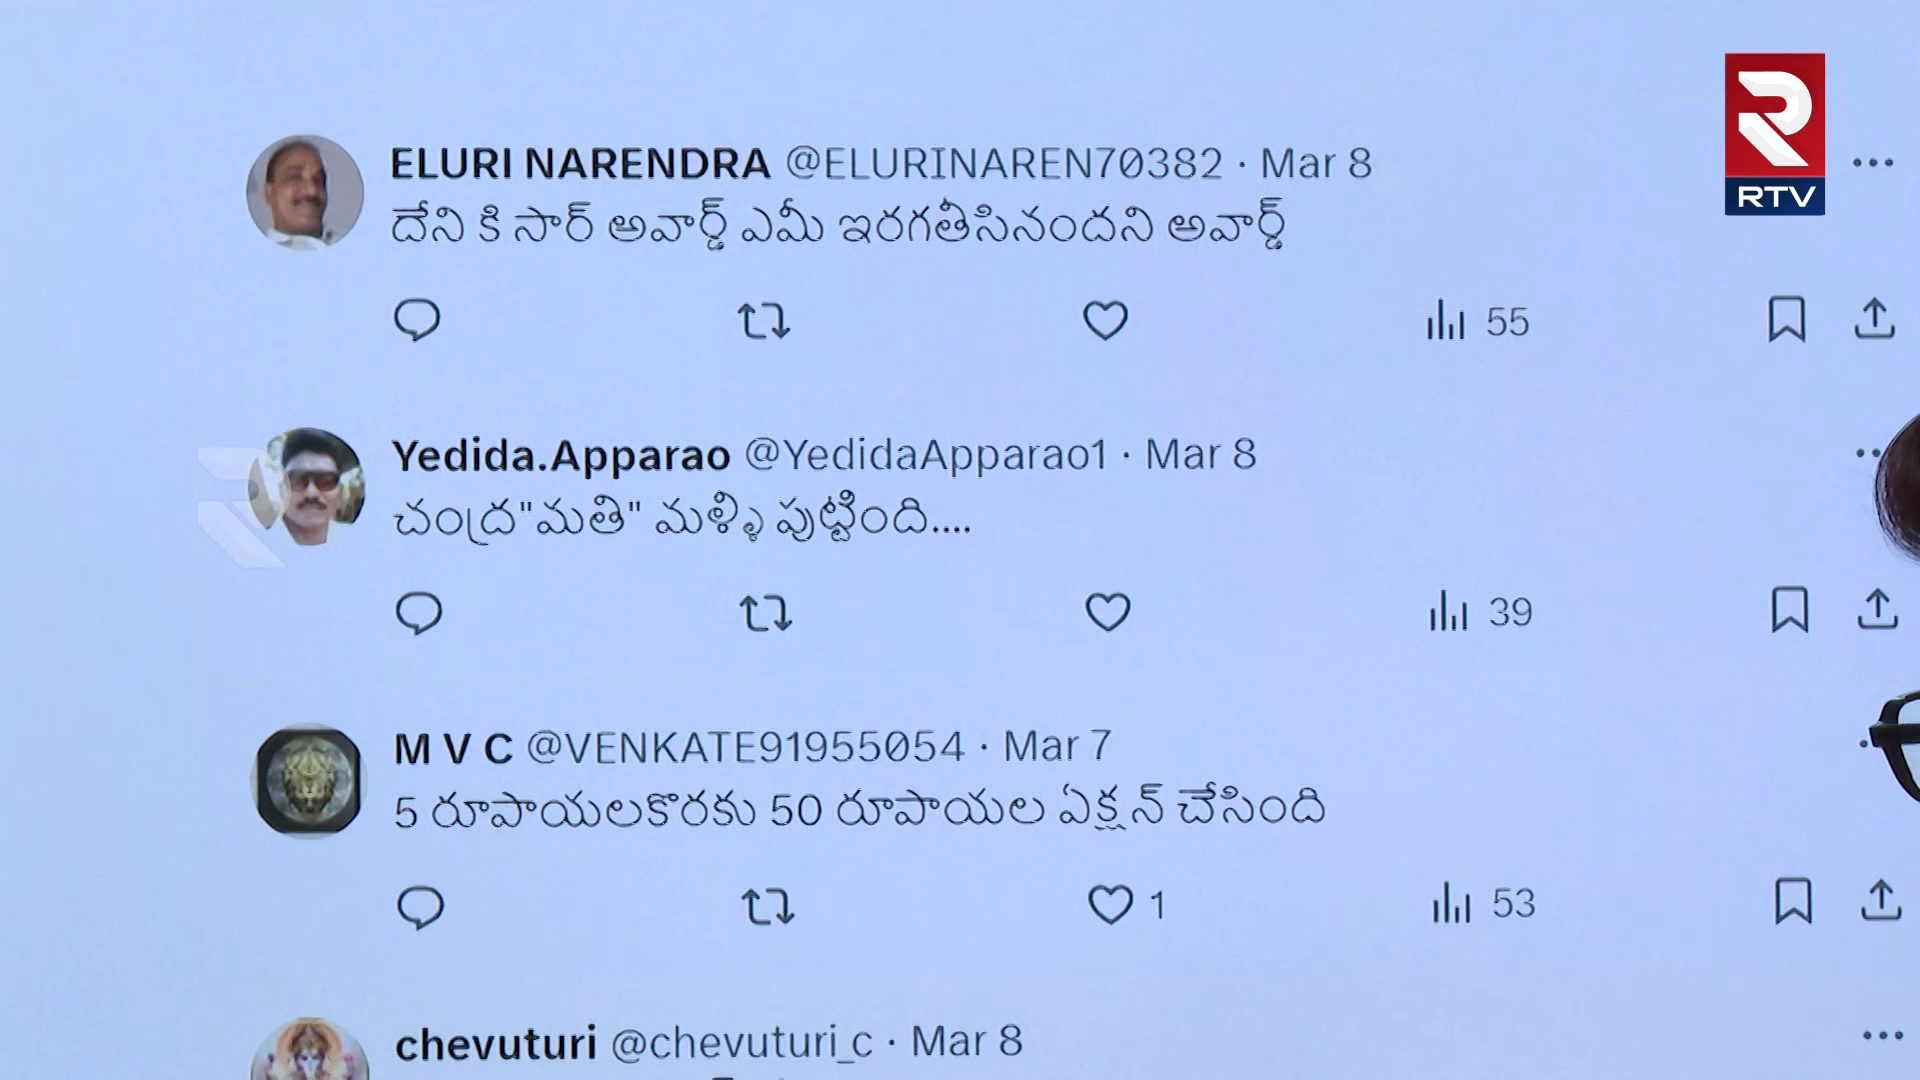 RTV
ELURI NARENDRA @ELURINAREN70382 · Mar 8
దేని కి సార్ అవార్డ్ ఎమీ ఇరగతీసినందని అవార్డ్
55
Yedida.Apparao @YedidaApparao1 · Mar 8
చంద్ర"మతి" మళ్ళి పుట్టింది....
39
M V C @VENKATE91955054 · Mar 7
5 రూపాయలకొరకు 50 రూపాయల ఏక్షన్ చేసింది
1 53
chevuturi @chevuturi_c · Mar 8